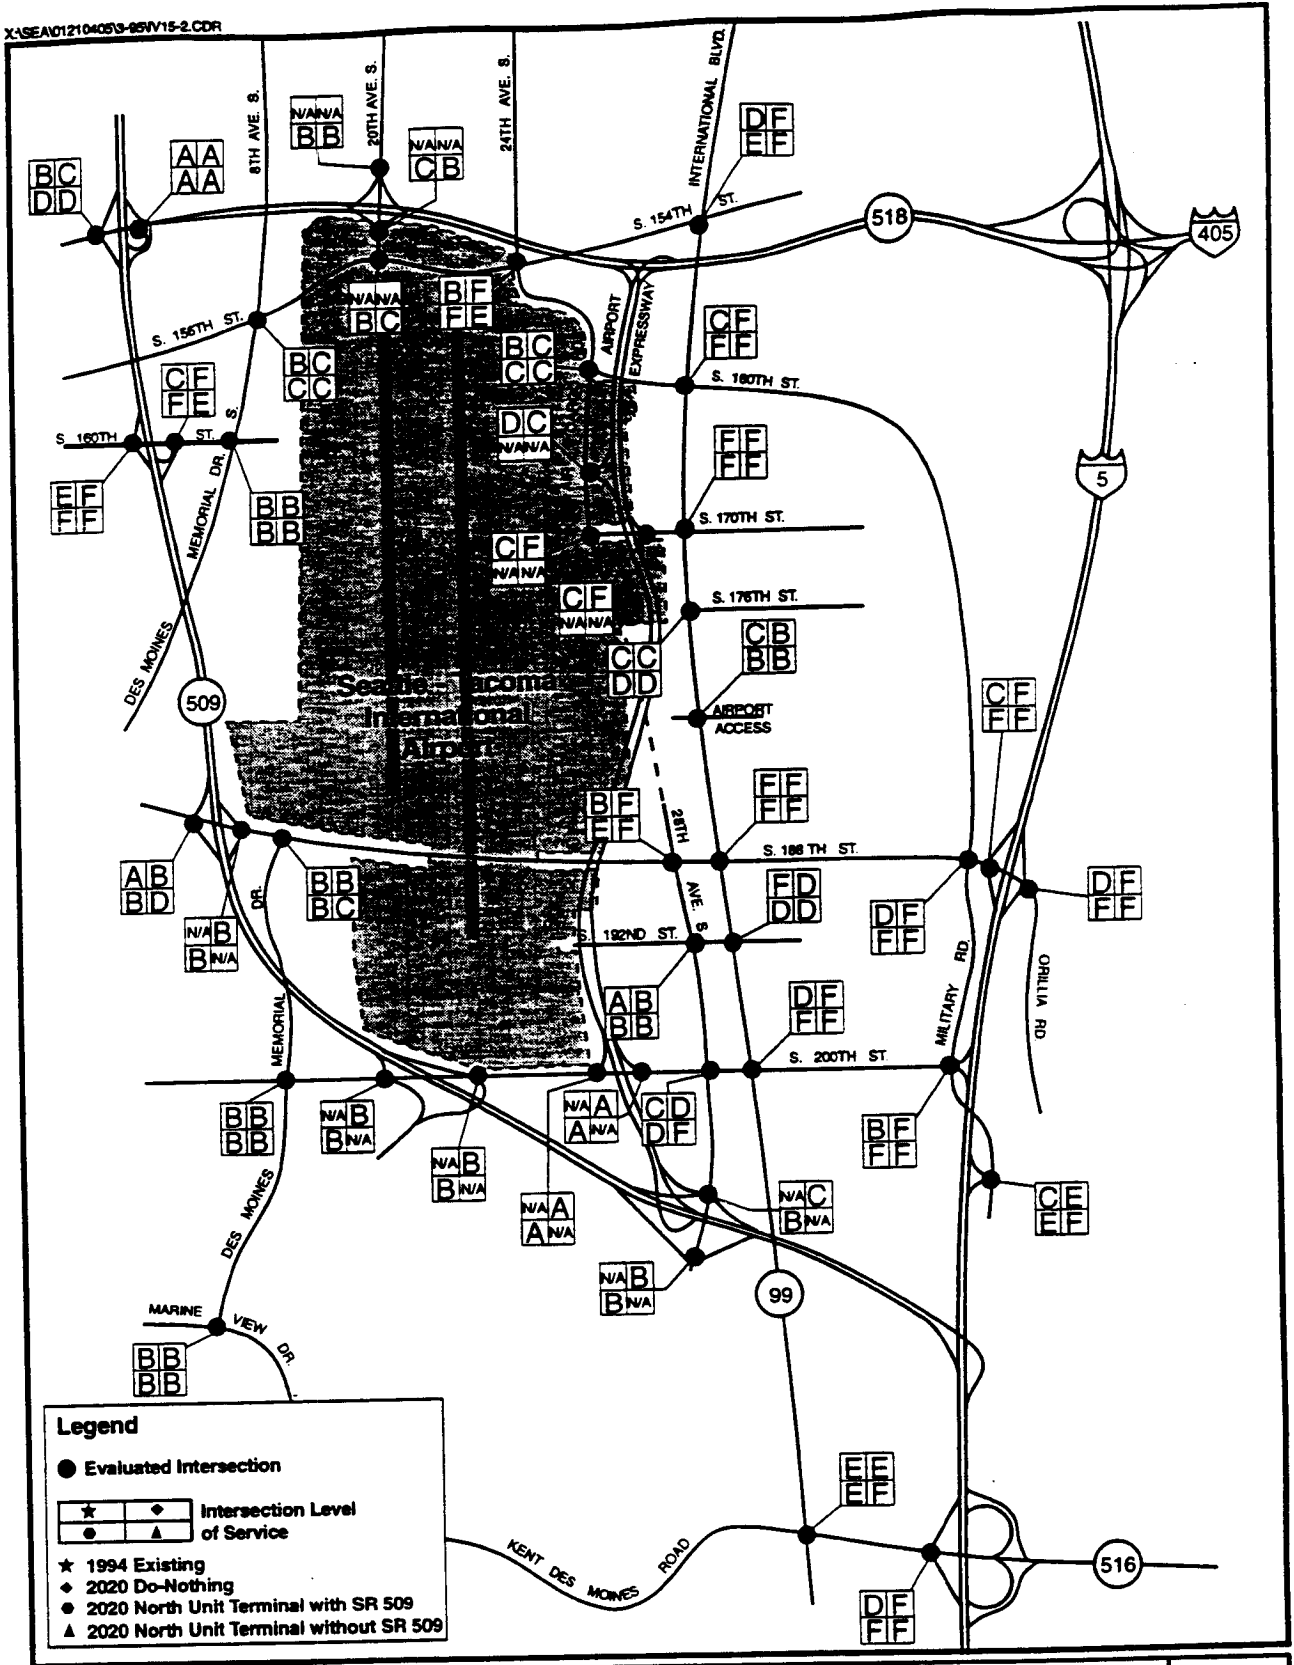 X:\SEA\01210405\3-95\IV15-2.CDR
8TH AVE. S.
20TH AVE. S.
24TH AVE. S.
INTERNATIONAL BLVD.
N/A N/A
B B
N/A N/A
C B
D F
E F
A A
A A
B C
D D
S. 154TH ST.
518
405
N/A N/A
B C
B F
F E
AIRPORT
EXPRESSWAY
S. 156TH ST.
B C
C C
B C
C C
C F
F F
S. 160TH ST.
C F
F E
S. 160TH ST.
D C
N/A N/A
F F
F F
5
MEMORIAL DR. S.
B B
B B
S. 170TH ST.
C F
N/A N/A
C F
N/A N/A
S. 176TH ST.
C B
B B
C C
D D
DES MOINES
Seattle - Tacoma
International
Airport
509
AIRPORT
ACCESS
C F
F F
F F
F F
B F
28TH
AVE. S
S. 188 TH ST.
A B
B D
DR.
B B
B C
F D
D D
D F
F F
D F
F F
N/A B
B N/A
S. 192ND ST.
MILITARY RD.
ORILLIA RD
A B
B B
D F
F F
MEMORIAL
S. 200TH ST.
B B
B B
N/A B
B N/A
N/A A
A N/A
C D
D F
B F
F F
N/A B
B N/A
N/A A
A N/A
N/A C
B N/A
C E
E F
DES MOINES
N/A B
B N/A
99
MARINE VIEW DR.
B B
B B
Legend
Evaluated Intersection
Intersection Level
of Service
★ 1994 Existing
◆ 2020 Do-Nothing
● 2020 North Unit Terminal with SR 509
▲ 2020 North Unit Terminal without SR 509
E E
E F
KENT DES MOINES ROAD
516
D F
F F